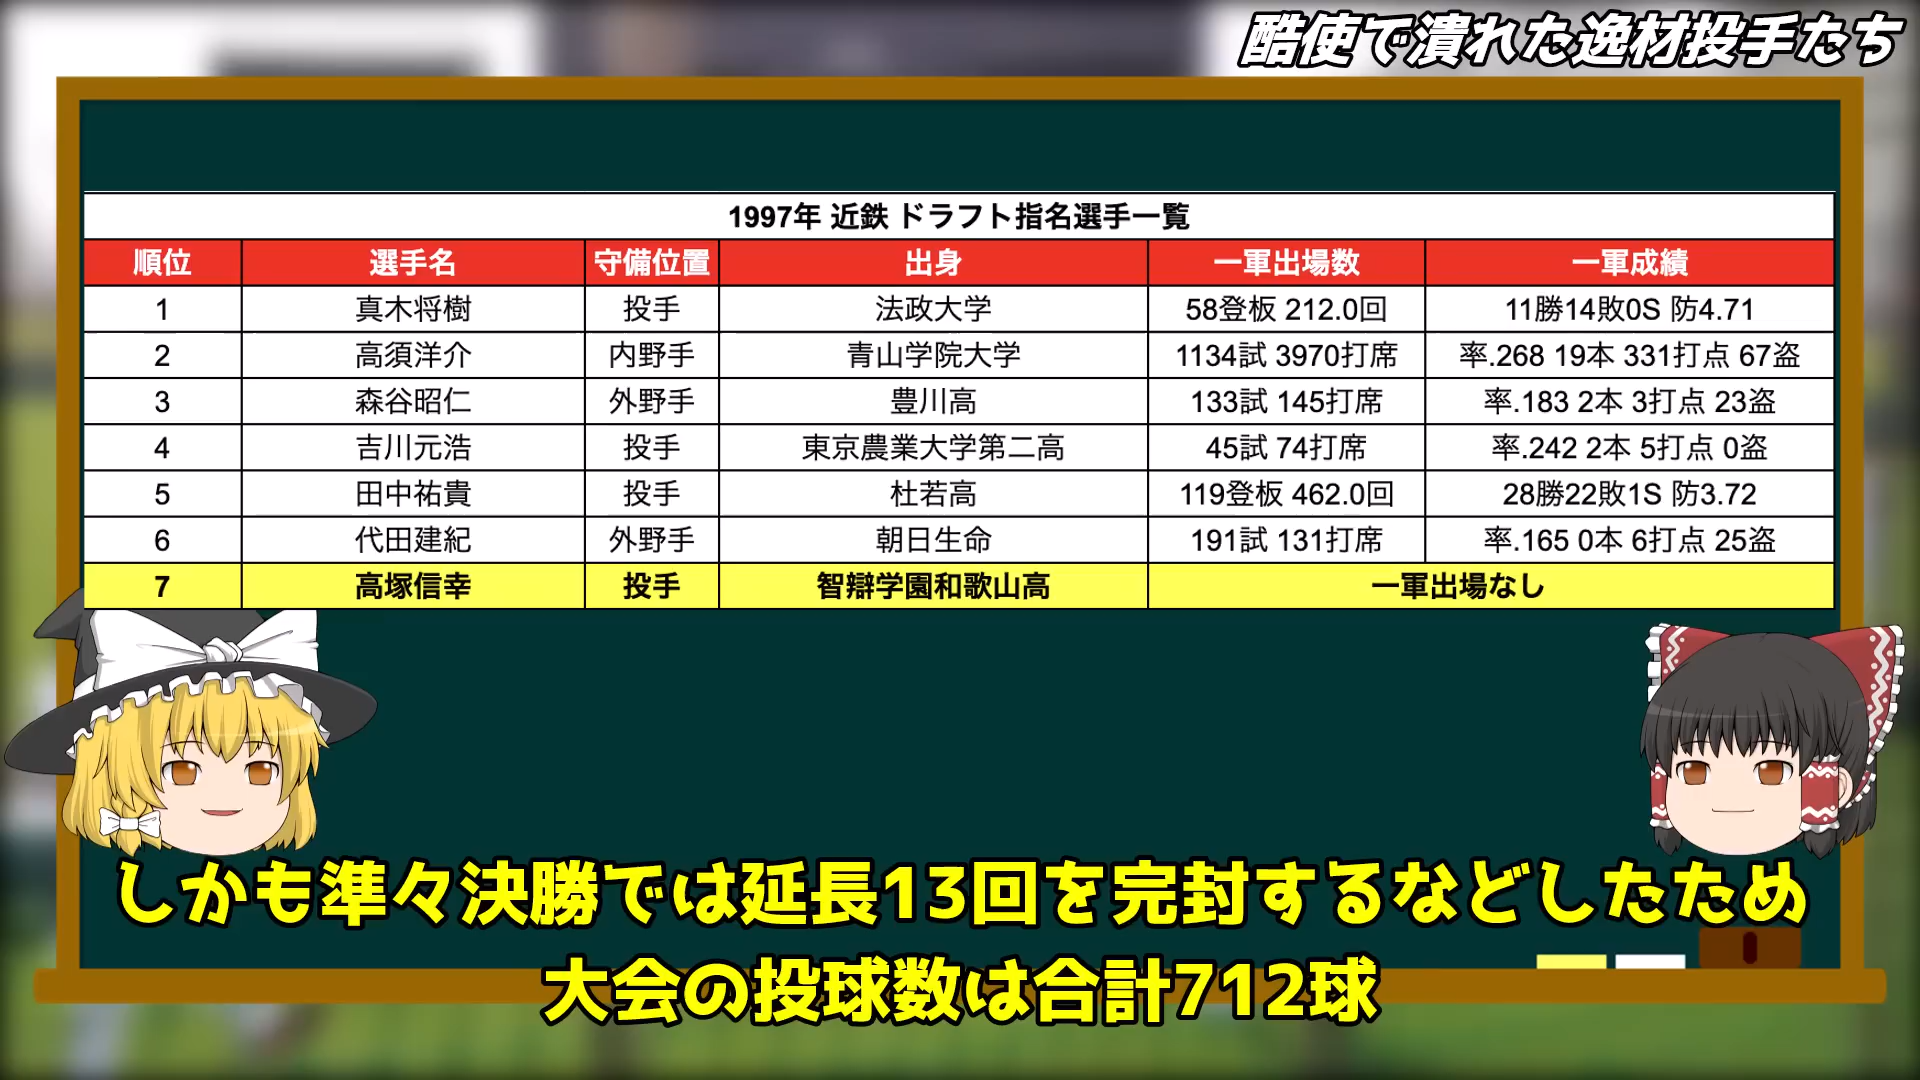 酷使で潰れた逸材投手たち
1997年 近鉄 ドラフト指名選手一覧
順位 選手名 守備位置 出身 一軍出場数 一軍成績
1 真木将樹 投手 法政大学 58登板 212.0回 11勝14敗0S 防4.71
2 高須洋介 内野手 青山学院大学 1134試 3970打席 率.268 19本 331打点 67盗
3 森谷昭仁 外野手 豊川高 133試 145打席 率.183 2本 3打点 23盗
4 吉川元浩 投手 東京農業大学第二高 45試 74打席 率.242 2本 5打点 0盗
5 田中祐貴 投手 杜若高 119登板 462.0回 28勝22敗1S 防3.72
6 代田建紀 外野手 朝日生命 191試 131打席 率.165 0本 6打点 25盗
7 高塚信幸 投手 智辯学園和歌山高 一軍出場なし
しかも準々決勝では延長13回を完封するなどしたため
大会の投球数は合計712球